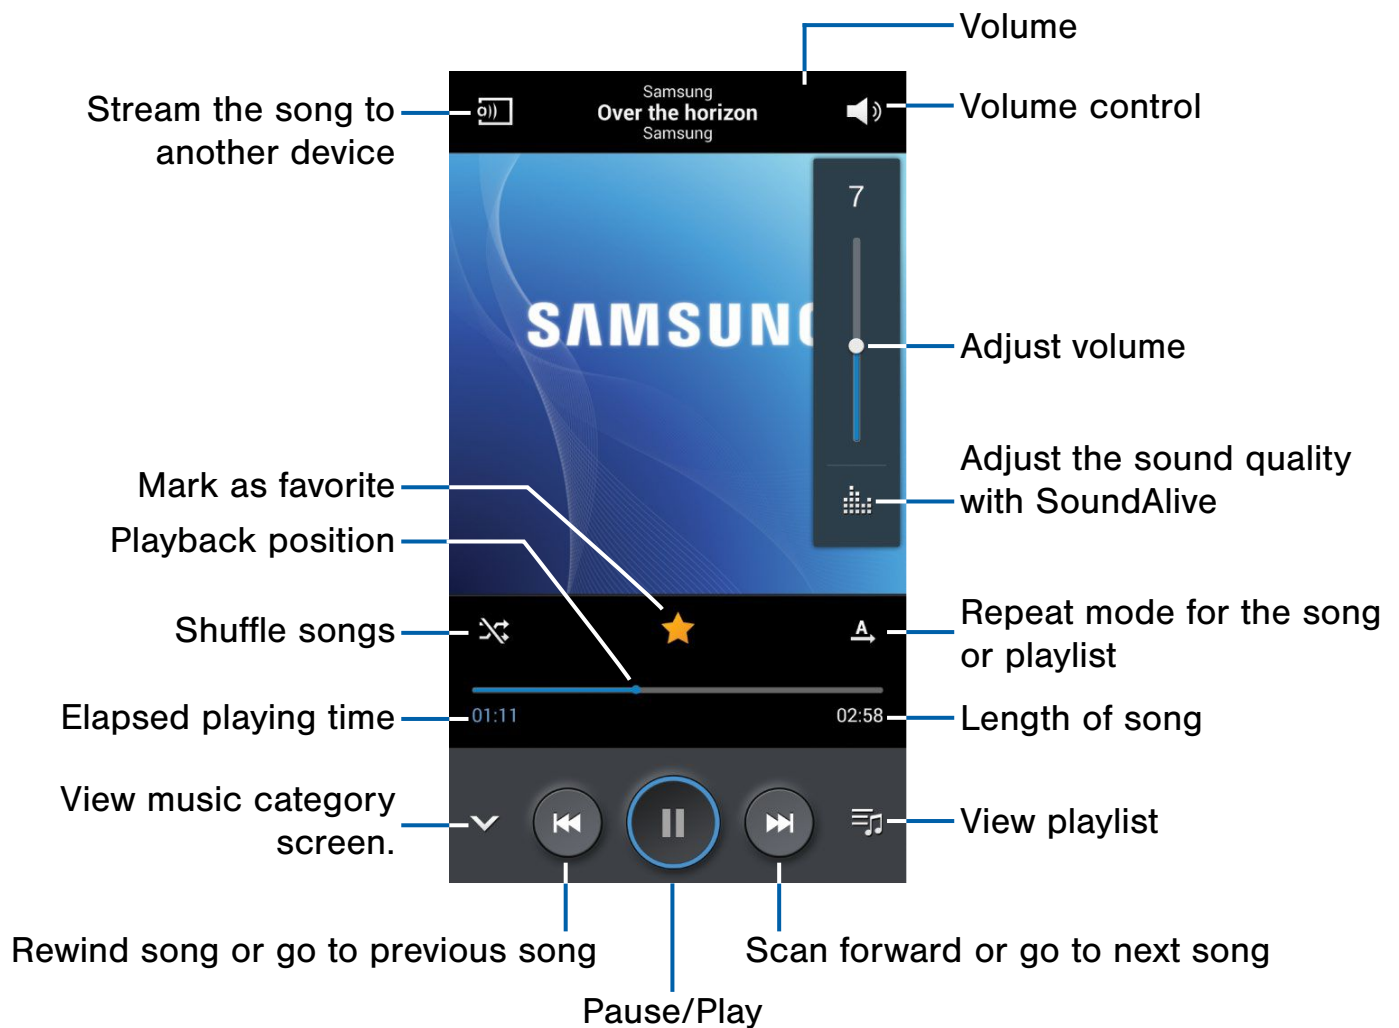 Volume
Stream the song to
another device
Samsung
Over the horizon
Samsung
Volume control
7
SAMSUNG
Adjust volume
Adjust the sound quality
with SoundAlive
Mark as favorite
Playback position
Shuffle songs
A
Repeat mode for the song
or playlist
Elapsed playing time
01:11
02:58
Length of song
View music category
screen.
View playlist
Rewind song or go to previous song
Scan forward or go to next song
Pause/Play